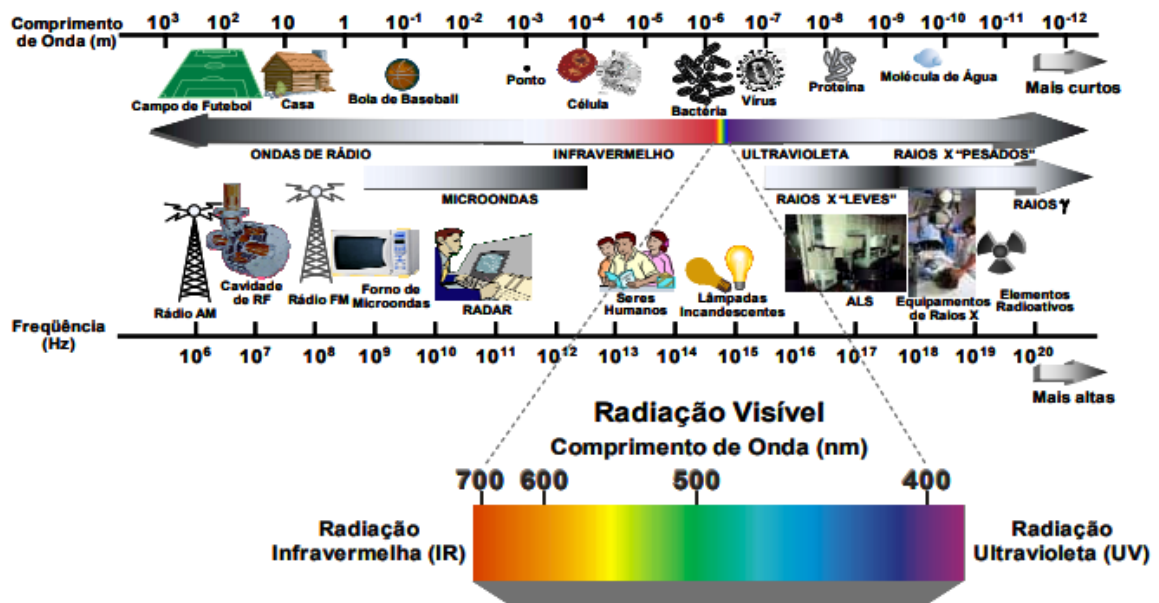 Comprimento de Onda (m)
10³ 10² 10 1 10⁻¹ 10⁻² 10⁻³ 10⁻⁴ 10⁻⁵ 10⁻⁶ 10⁻⁷ 10⁻⁸ 10⁻⁹ 10⁻¹⁰ 10⁻¹¹ 10⁻¹²
Campo de Futebol
Casa
Bola de Baseball
Ponto
Célula
Bactéria
Vírus
Proteína
Molécula de Água
Mais curtos
ONDAS DE RÁDIO
INFRAVERMELHO
ULTRAVIOLETA
RAIOS X "PESADOS"
MICROONDAS
RAIOS X "LEVES"
RAIOS γ
Rádio AM
Cavidade
de RF
Rádio FM
Forno de
Microondas
RADAR
Seres
Humanos
Lâmpadas
Incandescentes
ALS
Equipamentos
de Raios X
Elementos
Radioativos
Freqüência
(Hz)
10⁶ 10⁷ 10⁸ 10⁹ 10¹⁰ 10¹¹ 10¹² 10¹³ 10¹⁴ 10¹⁵ 10¹⁶ 10¹⁷ 10¹⁸ 10¹⁹ 10²⁰
Mais altas
Radiação Visível
Comprimento de Onda (nm)
700 600 500 400
Radiação
Infravermelha (IR)
Radiação
Ultravioleta (UV)